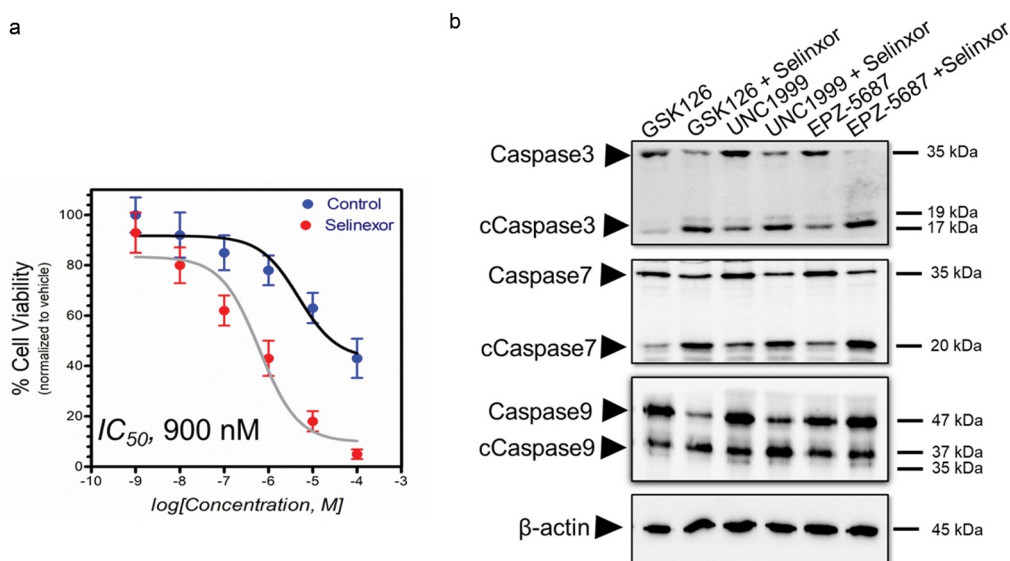 a
% Cell Viability
(normalized to vehicle)
100
80
60
40
20
0
Control
Selinexor
IC50, 900 nM
-10 -9 -8 -7 -6 -5 -4 -3
log[Concentration, M]
b
GSK126
GSK126 + Selinxor
UNC1999
UNC1999 + Selinxor
EPZ-5687
EPZ-5687 +Selinxor
Caspase3
35 kDa
19 kDa
cCaspase3
17 kDa
Caspase7
35 kDa
cCaspase7
20 kDa
Caspase9
47 kDa
cCaspase9
37 kDa
35 kDa
β-actin
45 kDa